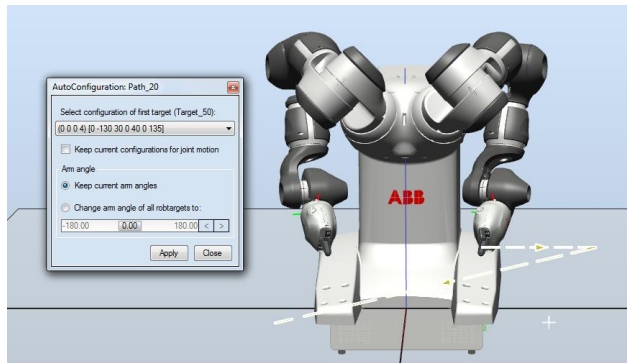 AutoConfiguration: Path_20
Select configuration of first target (Target_50):
(0 0 0 4) [0 -130 30 0 40 0 135]
Keep current configurations for joint motion
Arm angle
Keep current arm angles
Change arm angle of all robtargets to:
-180.00 0.00 180.00 < >
Apply Close
ABB